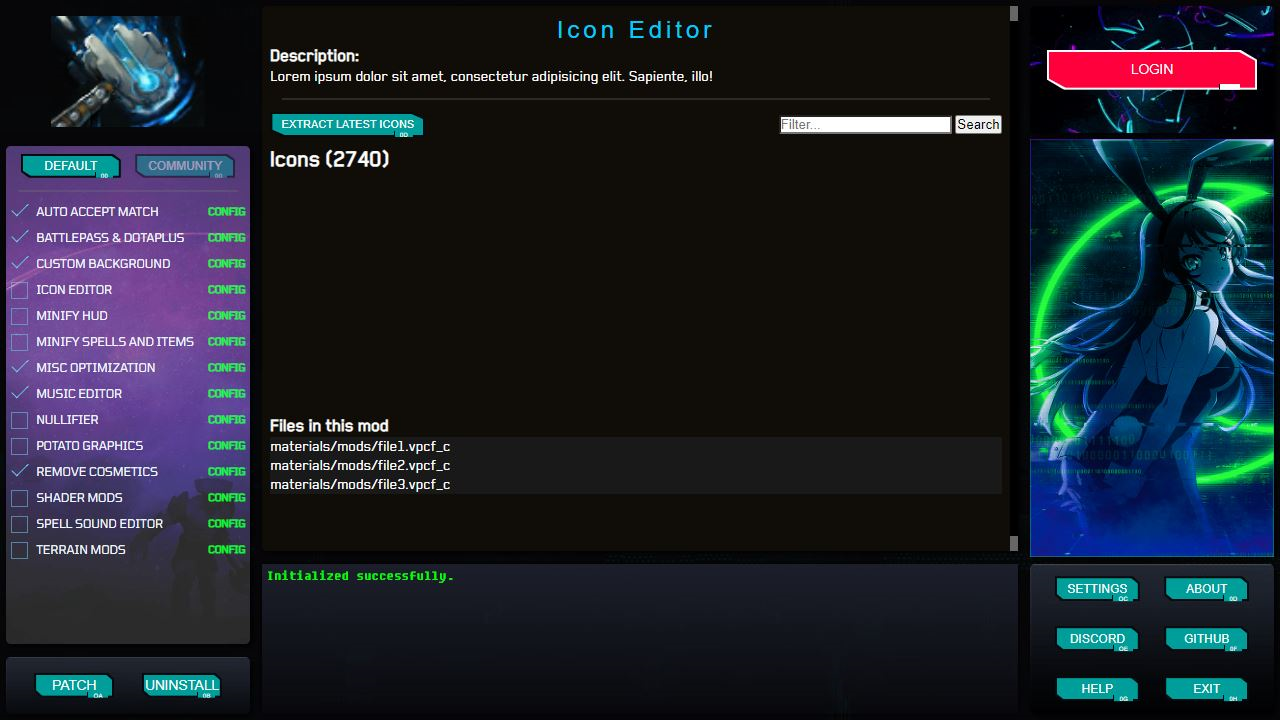 Icon Editor
Description:
Lorem ipsum dolor sit amet, consectetur adipisicing elit. Sapiente, illo!
EXTRACT LATEST ICONS
Filter...
Search
Icons (2740)
Files in this mod
materials/mods/file1.vpcf_c
materials/mods/file2.vpcf_c
materials/mods/file3.vpcf_c
Initialized successfully.
DEFAULT
COMMUNITY
AUTO ACCEPT MATCH CONFIG
BATTLEPASS & DOTAPLUS CONFIG
CUSTOM BACKGROUND CONFIG
ICON EDITOR CONFIG
MINIFY HUD CONFIG
MINIFY SPELLS AND ITEMS CONFIG
MISC OPTIMIZATION CONFIG
MUSIC EDITOR CONFIG
NULLIFIER CONFIG
POTATO GRAPHICS CONFIG
REMOVE COSMETICS CONFIG
SHADER MODS CONFIG
SPELL SOUND EDITOR CONFIG
TERRAIN MODS CONFIG
PATCH
UNINSTALL
LOGIN
SETTINGS
ABOUT
DISCORD
GITHUB
HELP
EXIT